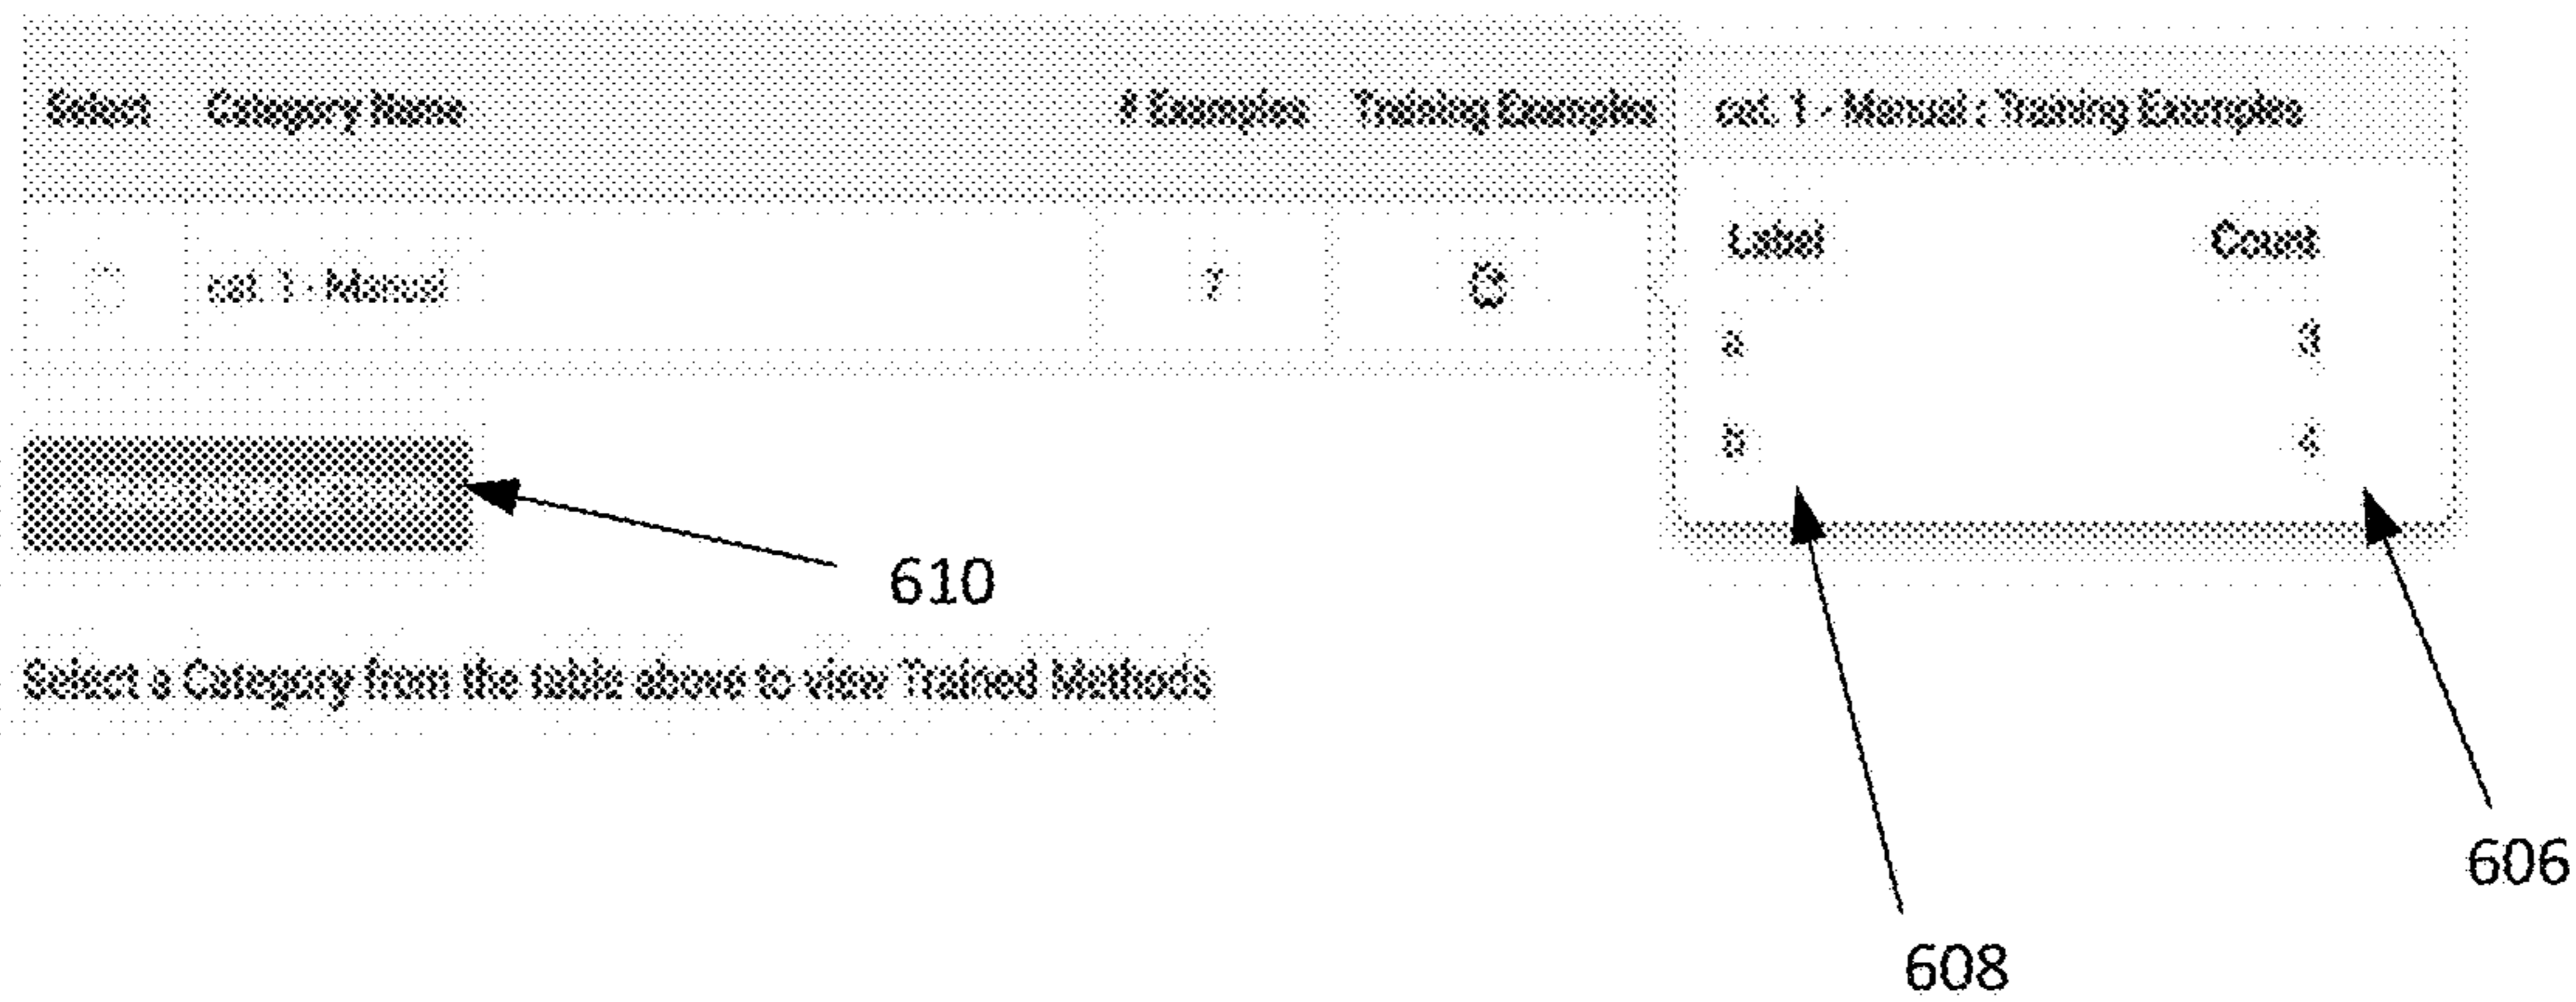 Select Category Name # Examples Training Examples
cat. 1 - Manual 7
cat. 1 - Manual : Training Examples
Label Count
a 3
b 4
610
Select a Category from the table above to view Trained Methods
606
608